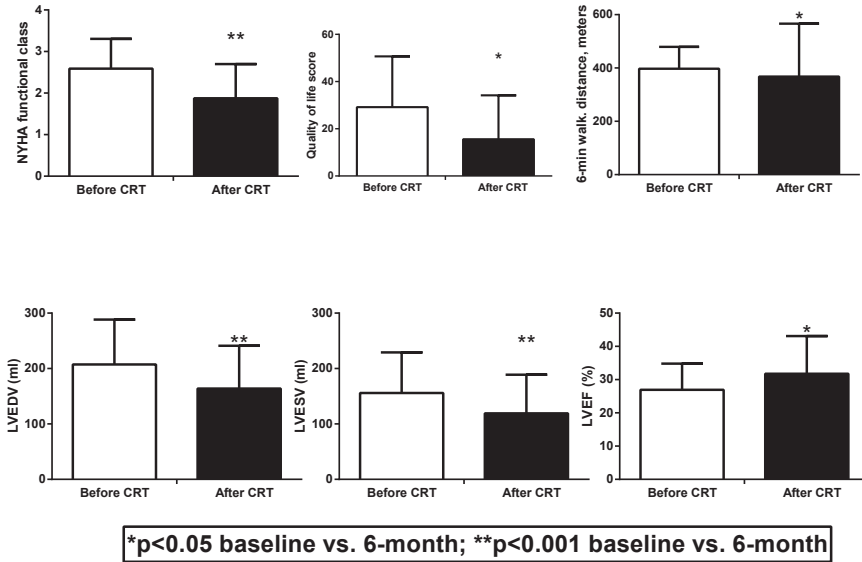 NYHA functional class
4
3
2
1
0
**
Before CRT
After CRT
Quality of life score
60
40
20
0
*
Before CRT
After CRT
6-min walk. distance, meters
600
400
200
0
*
Before CRT
After CRT
LVEDV (ml)
300
200
100
0
**
Before CRT
After CRT
LVESV (ml)
300
200
100
0
**
Before CRT
After CRT
LVEF (%)
50
40
30
20
10
0
*
Before CRT
After CRT
*p<0.05 baseline vs. 6-month; **p<0.001 baseline vs. 6-month